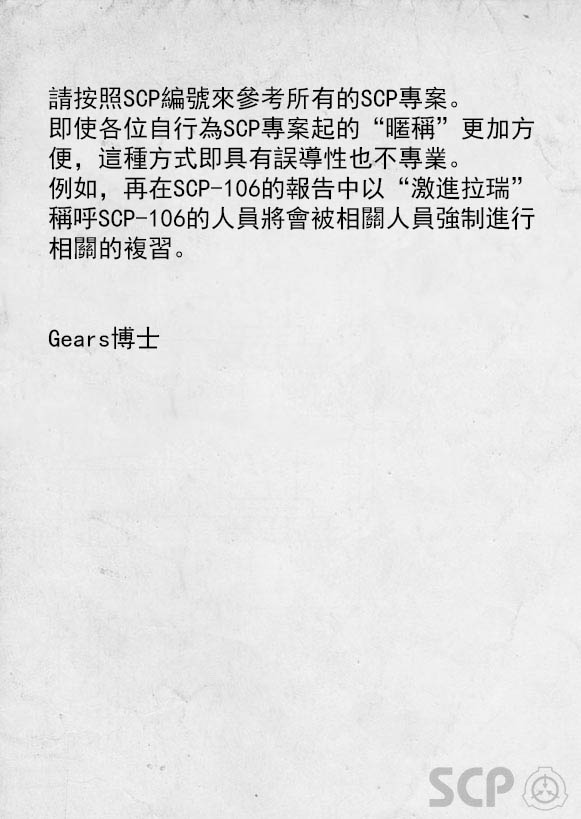 請按照SCP編號來參考所有的SCP專案。
即使各位自行為SCP專案起的“暱稱”更加方
便，這種方式即具有誤導性也不專業。
例如，再在SCP-106的報告中以“激進拉瑞”
稱呼SCP-106的人員將會被相關人員強制進行
相關的複習。
Gears博士
SCP